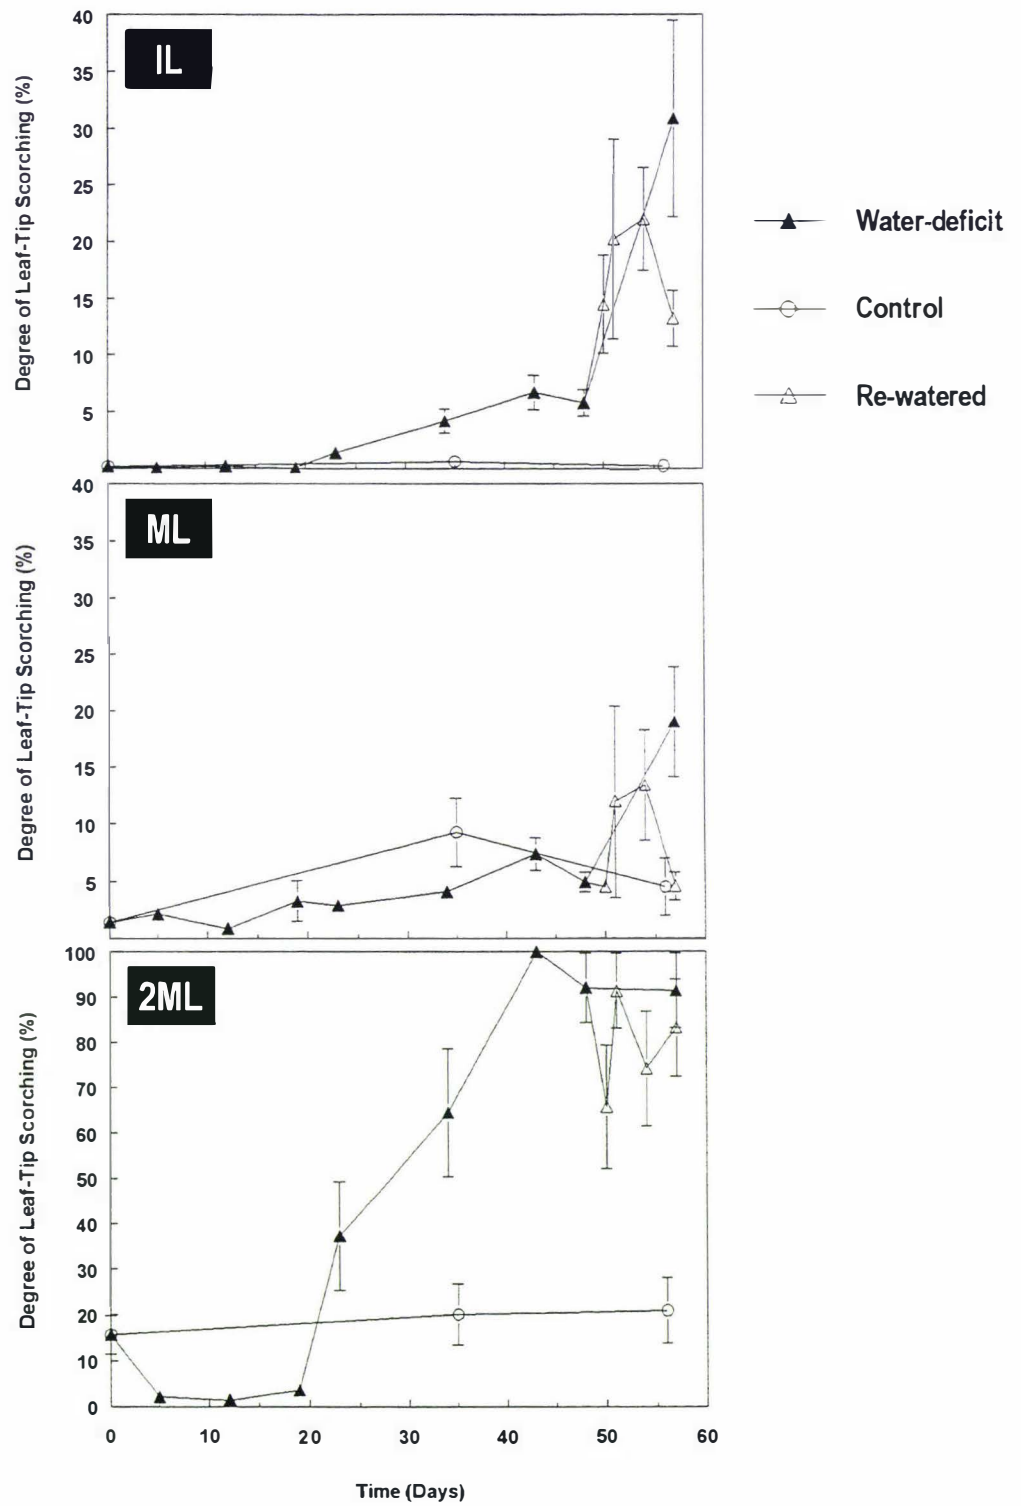 Degree of Leaf-Tip Scorching (%)
40
35
30
25
20
15
10
5
IL
Water-deficit
Control
Re-watered
Degree of Leaf-Tip Scorching (%)
40
35
30
25
20
15
10
5
ML
Degree of Leaf-Tip Scorching (%)
100
90
80
70
60
50
40
30
20
10
0
2ML
0 10 20 30 40 50 60
Time (Days)